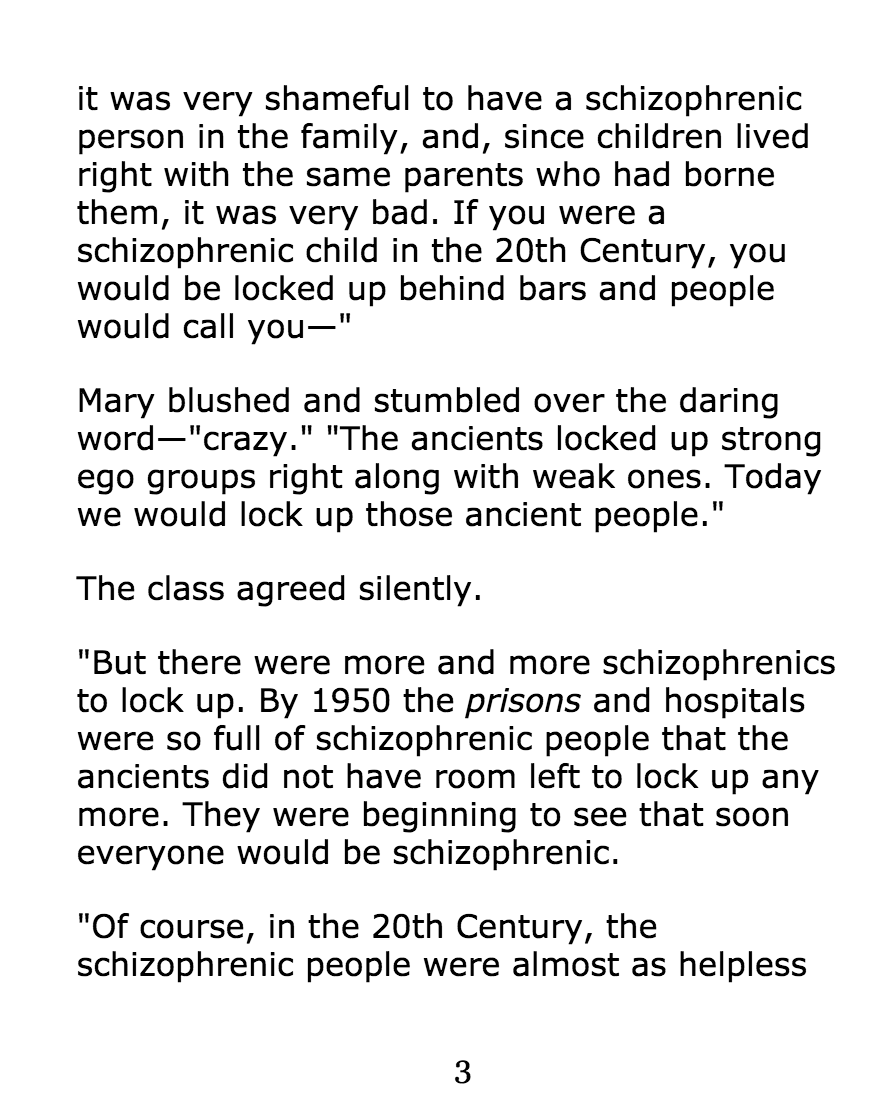 it was very shameful to have a schizophrenic
person in the family, and, since children lived
right with the same parents who had borne
them, it was very bad. If you were a
schizophrenic child in the 20th Century, you
would be locked up behind bars and people
would call you—"
Mary blushed and stumbled over the daring
word—"crazy." "The ancients locked up strong
ego groups right along with weak ones. Today
we would lock up those ancient people."
The class agreed silently.
"But there were more and more schizophrenics
to lock up. By 1950 the prisons and hospitals
were so full of schizophrenic people that the
ancients did not have room left to lock up any
more. They were beginning to see that soon
everyone would be schizophrenic.
"Of course, in the 20th Century, the
schizophrenic people were almost as helpless
3